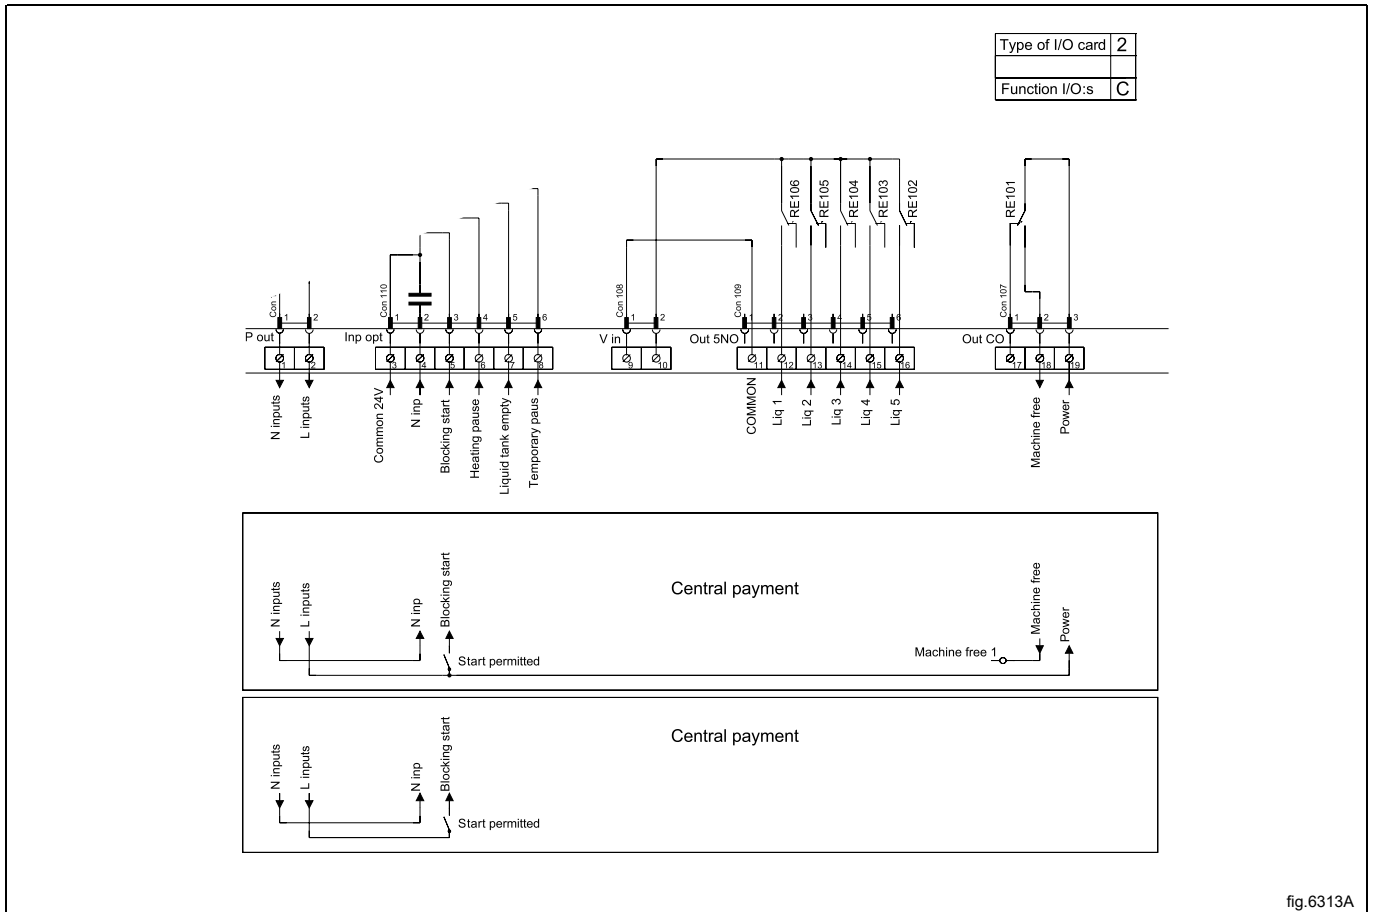 Type of I/O card 2
Function I/O:s C
RE106
RE105
RE104
RE103
RE102
RE101
Con
Con 110
Con 108
Con 109
Con 107
1 2
1 2 3 4 5 6
1 2
1 2 3 4 5 6
1 2 3
P out
Inp opt
V in
Out 5NO
Out CO
1 2
3 4 5 6 7 8
9 10
11 12 13 14 15 16
17 18 19
N inputs
L inputs
Common 24V
N inp
Blocking start
Heating pause
Liquid tank empty
Temporary paus
COMMON
Liq 1
Liq 2
Liq 3
Liq 4
Liq 5
Machine free
Power
Central payment
N inputs
L inputs
N inp
Blocking start
Start permitted
Machine free 1
Machine free
Power
Central payment
N inputs
L inputs
N inp
Blocking start
Start permitted
fig.6313A